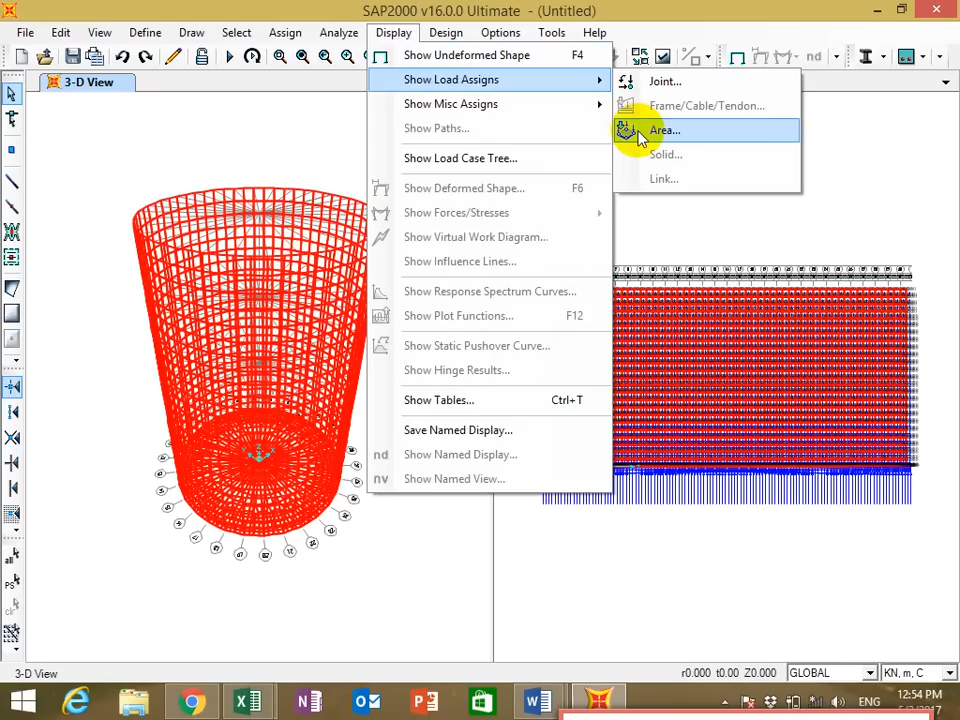 SAP2000 v16.0.0 Ultimate - (Untitled)
File Edit View Define Draw Select Assign Analyze Display Design Options Tools Help
3-D View
Show Undeformed Shape F4
Show Load Assigns
Show Misc Assigns
Show Paths...
Show Load Case Tree...
Show Deformed Shape... F6
Show Forces/Stresses
Show Virtual Work Diagram...
Show Influence Lines...
Show Response Spectrum Curves...
Show Plot Functions... F12
Show Static Pushover Curve...
Show Hinge Results...
Show Tables... Ctrl+T
Save Named Display...
nd Show Named Display...
nv Show Named View...
Joint...
Frame/Cable/Tendon...
Area...
Solid...
Link...
nd
all
PS
clr
3-D View
r0.000 t0.00 Z0.000
GLOBAL
KN, m, C
ENG
12:54 PM